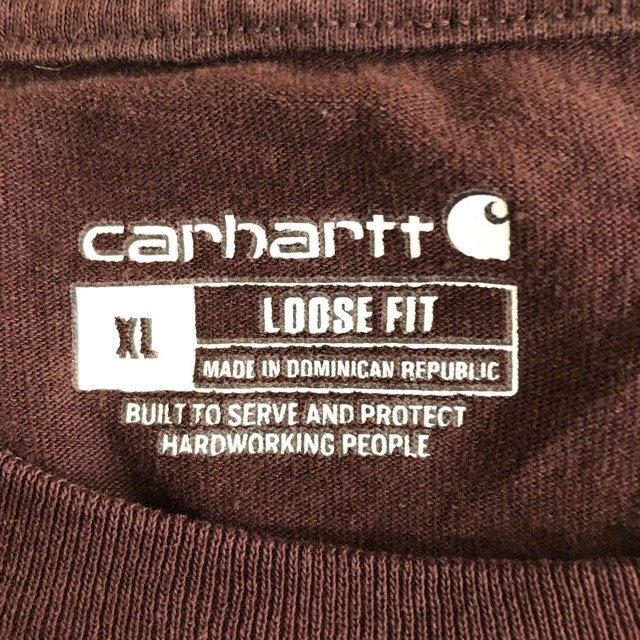 carhartt
XL
LOOSE FIT
MADE IN DOMINICAN REPUBLIC
BUILT TO SERVE AND PROTECT
HARDWORKING PEOPLE